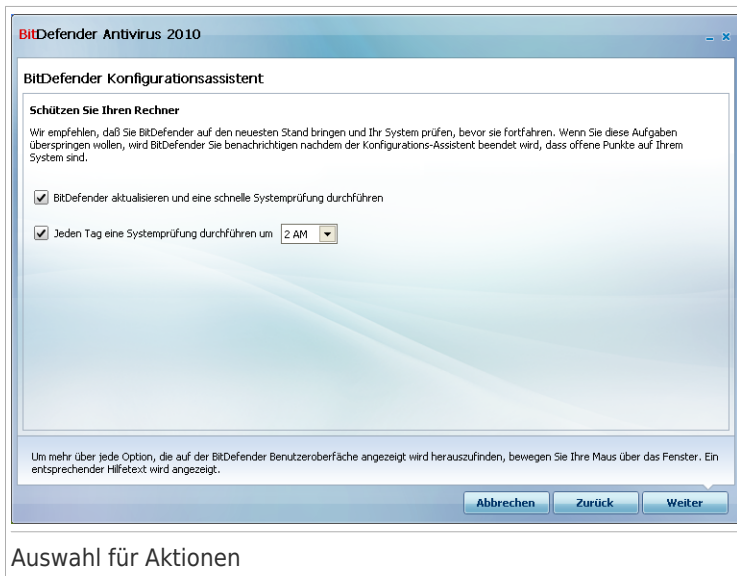 BitDefender Antivirus 2010
BitDefender Konfigurationsassistent
Schützen Sie Ihren Rechner
Wir empfehlen, daß Sie BitDefender auf den neuesten Stand bringen und Ihr System prüfen, bevor sie fortfahren. Wenn Sie diese Aufgaben
überspringen wollen, wird BitDefender Sie benachrichtigen nachdem der Konfigurations-Assistent beendet wird, dass offene Punkte auf Ihrem
System sind.
BitDefender aktualisieren und eine schnelle Systemprüfung durchführen
Jeden Tag eine Systemprüfung durchführen um 2 AM
Um mehr über jede Option, die auf der BitDefender Benutzeroberfäche angezeigt wird herauszufinden, bewegen Sie Ihre Maus über das Fenster. Ein
entsprechender Hilfetext wird angezeigt.
Abbrechen Zurück Weiter
Auswahl für Aktionen